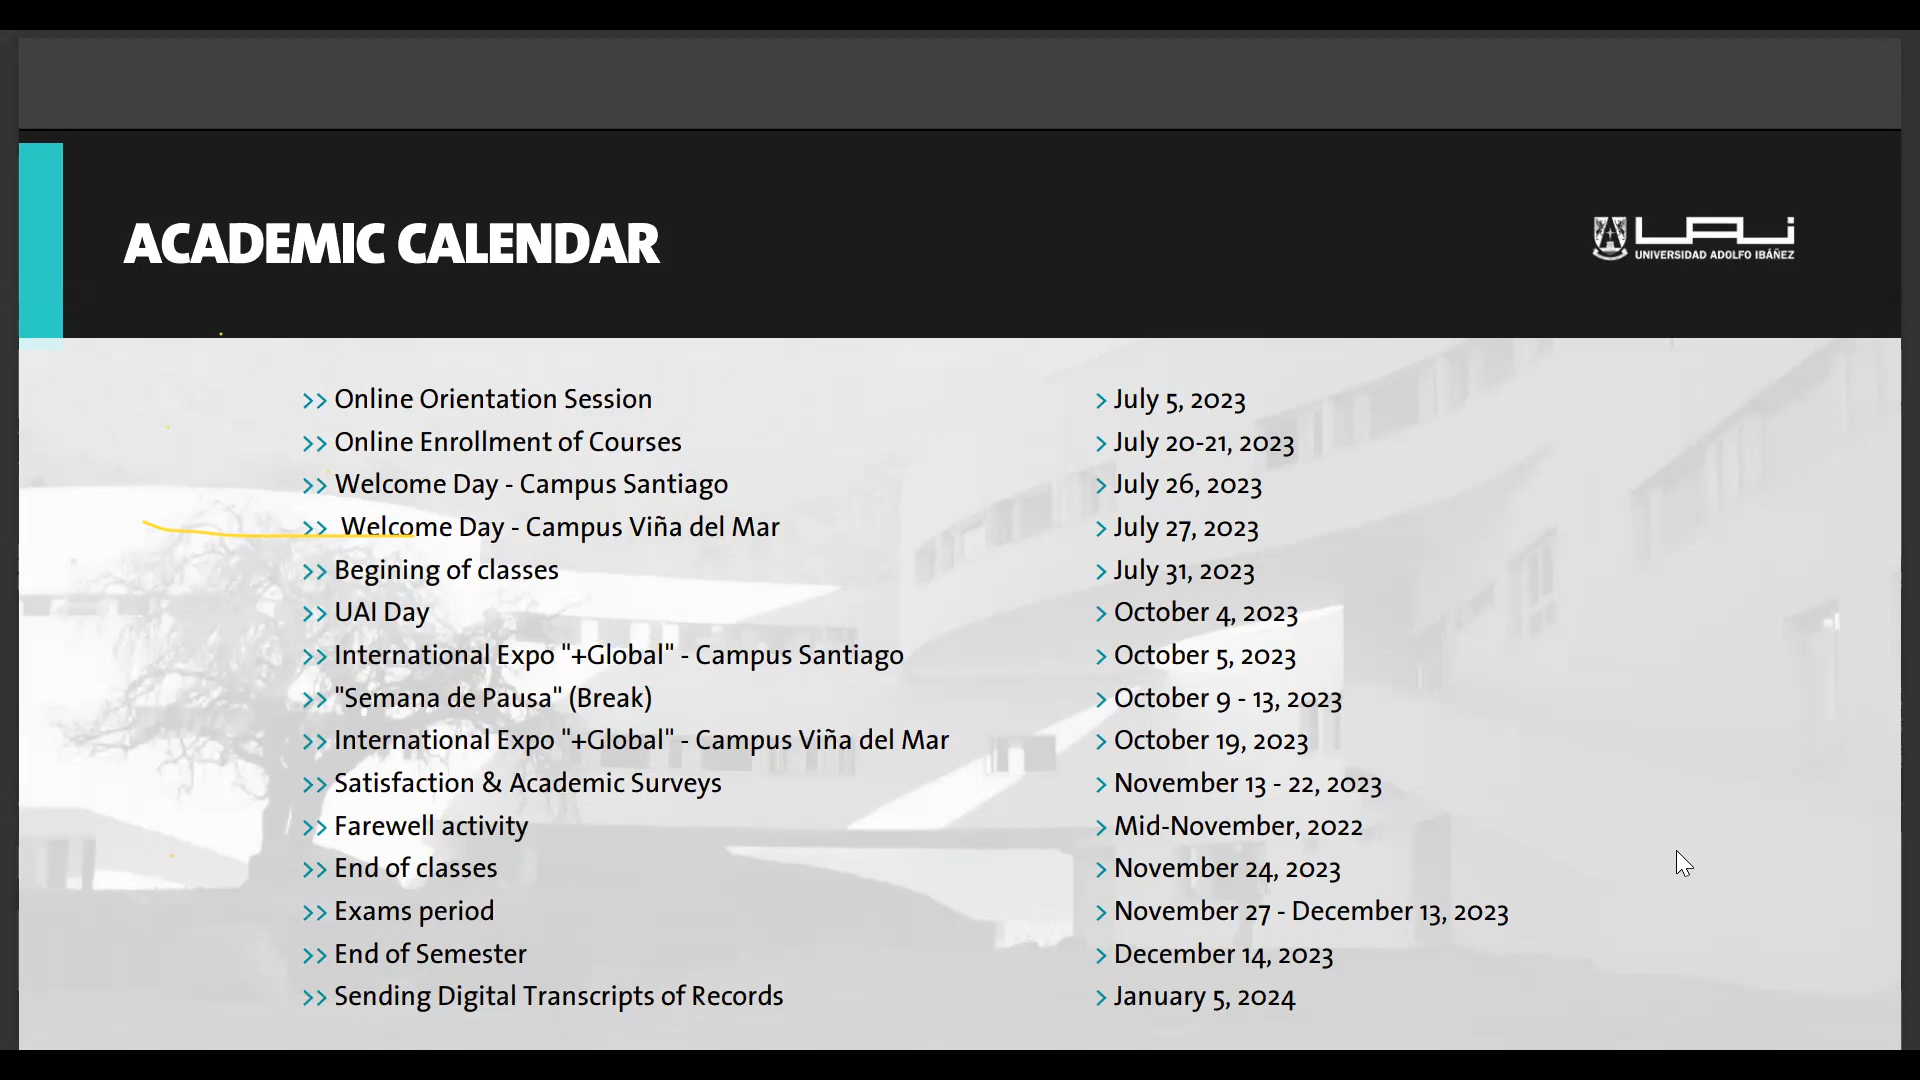 ACADEMIC CALENDAR
UAI
UNIVERSIDAD ADOLFO IBÁÑEZ
>> Online Orientation Session > July 5, 2023
>> Online Enrollment of Courses > July 20-21, 2023
>> Welcome Day - Campus Santiago > July 26, 2023
>> Welcome Day - Campus Viña del Mar > July 27, 2023
>> Begining of classes > July 31, 2023
>> UAI Day > October 4, 2023
>> International Expo "+Global" - Campus Santiago > October 5, 2023
>> "Semana de Pausa" (Break) > October 9 - 13, 2023
>> International Expo "+Global" - Campus Viña del Mar > October 19, 2023
>> Satisfaction & Academic Surveys > November 13 - 22, 2023
>> Farewell activity > Mid-November, 2022
>> End of classes > November 24, 2023
>> Exams period > November 27 - December 13, 2023
>> End of Semester > December 14, 2023
>> Sending Digital Transcripts of Records > January 5, 2024